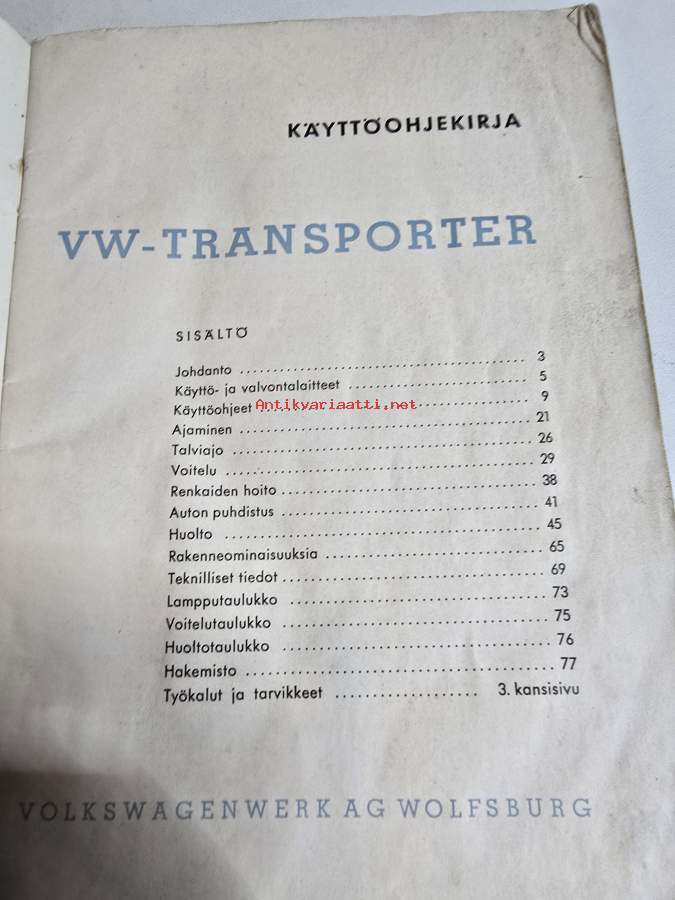 KÄYTTÖOHJEKIRJA
VW-TRANSPORTER
SISÄLTÖ
Johdanto ........................................ 3
Käyttö- ja valvontalaitteet ........................... 5
Käyttöohjeet ........................................ 9
Antikvariaatti.net
Ajaminen ........................................ 21
Talviajo ........................................ 26
Voitelu ........................................ 29
Renkaiden hoito ........................................ 38
Auton puhdistus ........................................ 41
Huolto ........................................ 45
Rakenneominaisuuksia ................................. 65
Teknilliset tiedot ........................................ 69
Lampputaulukko ........................................ 73
Voitelutaulukko ........................................ 75
Huoltotaulukko ........................................ 76
Hakemisto ........................................ 77
Työkalut ja tarvikkeet ................... 3. kansisivu
VOLKSWAGENWERK AG WOLFSBURG